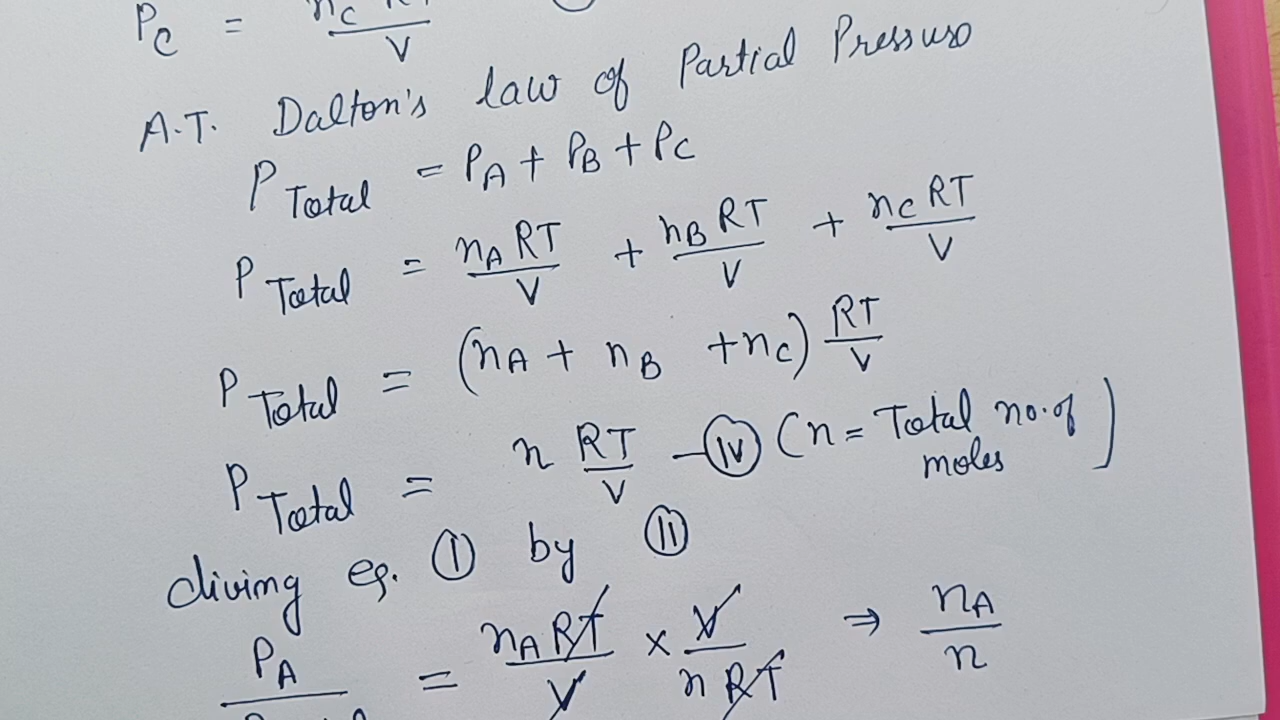 P_C = n_C RT / V
A.T. Dalton's law of Partial Pressure
P_Total = P_A + P_B + P_C
P_Total = n_A RT / V + n_B RT / V + n_C RT / V
P_Total = (n_A + n_B + n_C) RT / V
P_Total = n RT / V - (IV) (n = Total no. of moles)
diving eq. (I) by (II)
P_A / = n_A RT / V × V / n RT ⇒ n_A / n